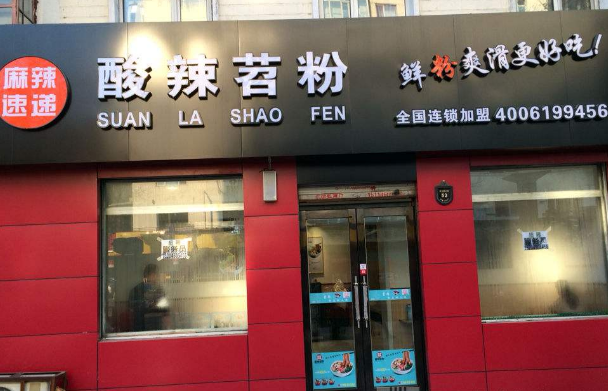 麻辣
速递
酸辣苕粉
SUAN LA SHAO FEN
鲜粉爽滑更好吃!
全国连锁加盟 4006199456